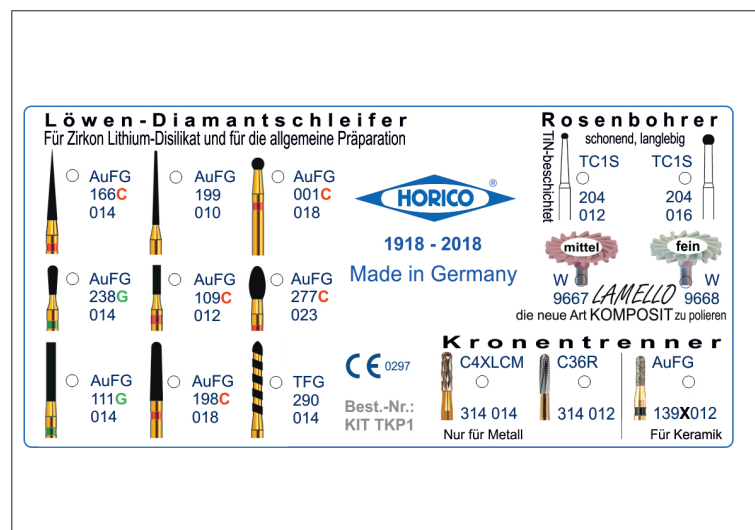 Löwen-Diamantschleifer
Für Zirkon Lithium-Disilikat und für die allgemeine Präparation
AuFG
166C
014
AuFG
199
010
AuFG
001C
018
AuFG
238G
014
AuFG
109C
012
AuFG
277C
023
AuFG
111G
014
AuFG
198C
018
TFG
290
014
HORICO
®
1918 - 2018
Made in Germany
CE 0297
Best.-Nr.:
KIT TKP1
Rosenbohrer
schonend, langlebig
TiN-beschichtet
TC1S
204
012
TC1S
204
016
mittel
fein
W
9667
LAMELLO
W
9668
die neue Art KOMPOSIT zu polieren
Kronentrenner
C4XLCM
314 014
C36R
314 012
Nur für Metall
AuFG
139X012
Für Keramik